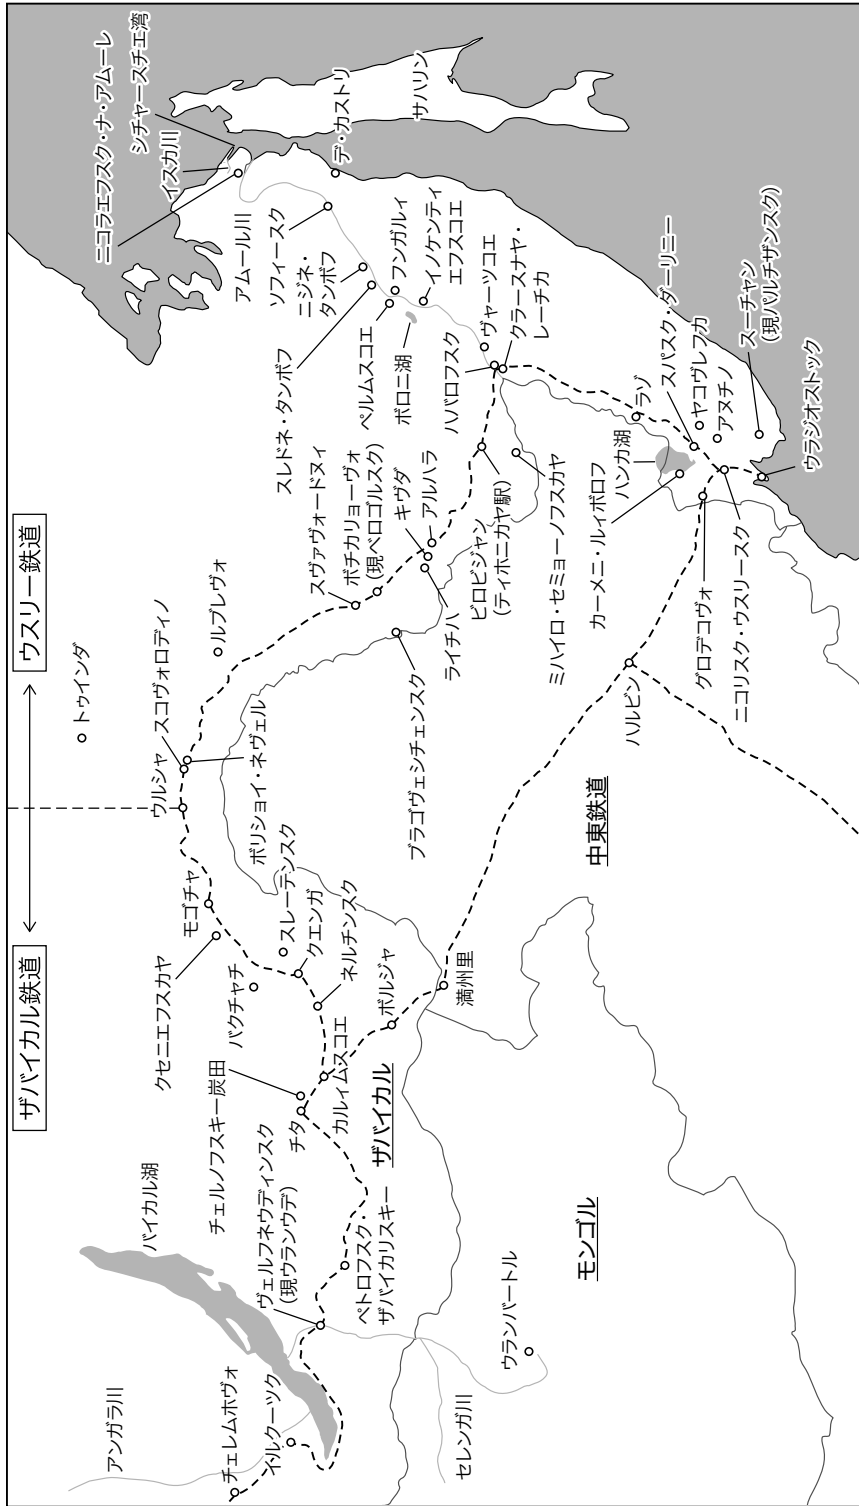 ザバイカル鉄道
ウスリー鉄道
アンガラ川
チェレムホヴォ
イルクーツク
バイカル湖
ヴェルフネウディンスク
(現ウランウデ)
ペトロフスク・
ザバイカリスキー
セレンガ川
ウランバートル
モンゴル
チェルノフスキー炭田
チタ
カルィムスコエ
ザバイカル
クセニエフスカヤ
モゴチャ
バクチャチ
スレーテンスク
クエンガ
ネルチンスク
ボルジャ
満州里
ウルシャ
スコヴォロディノ
ボリショイ・ネヴェル
トゥインダ
ルブレヴォ
スヴァヴォードヌィ
ボチカリョーヴォ
(現ベロゴルスク)
キヴダ
アルハラ
ライチハ
ブラゴヴェシチェンスク
ビロビジャン
(ティホニカヤ駅)
ミハイロ・セミョーノフスカヤ
中東鉄道
ハルビン
ニコラエフスク・ナ・アムーレ
シチャースチエ湾
イスカ川
アムール川
ソフィースク
ニジネ・
タンボフ
スレドネ・タンボフ
ペルムスコエ
フンガルィ
イノケンティ
エフスコエ
ボロニ湖
デ・カストリ
サハリン
ヴャーツコエ
ハバロフスク
クラースナヤ・
レーチカ
ラゾ
ハンカ湖
カーメニ・ルィボロフ
スパスク・ダーリニー
ヤコヴレフカ
アヌチノ
スーチャン
(現パルチザンスク)
グロデコヴォ
ニコリスク・ウスリースク
ウラジオストック